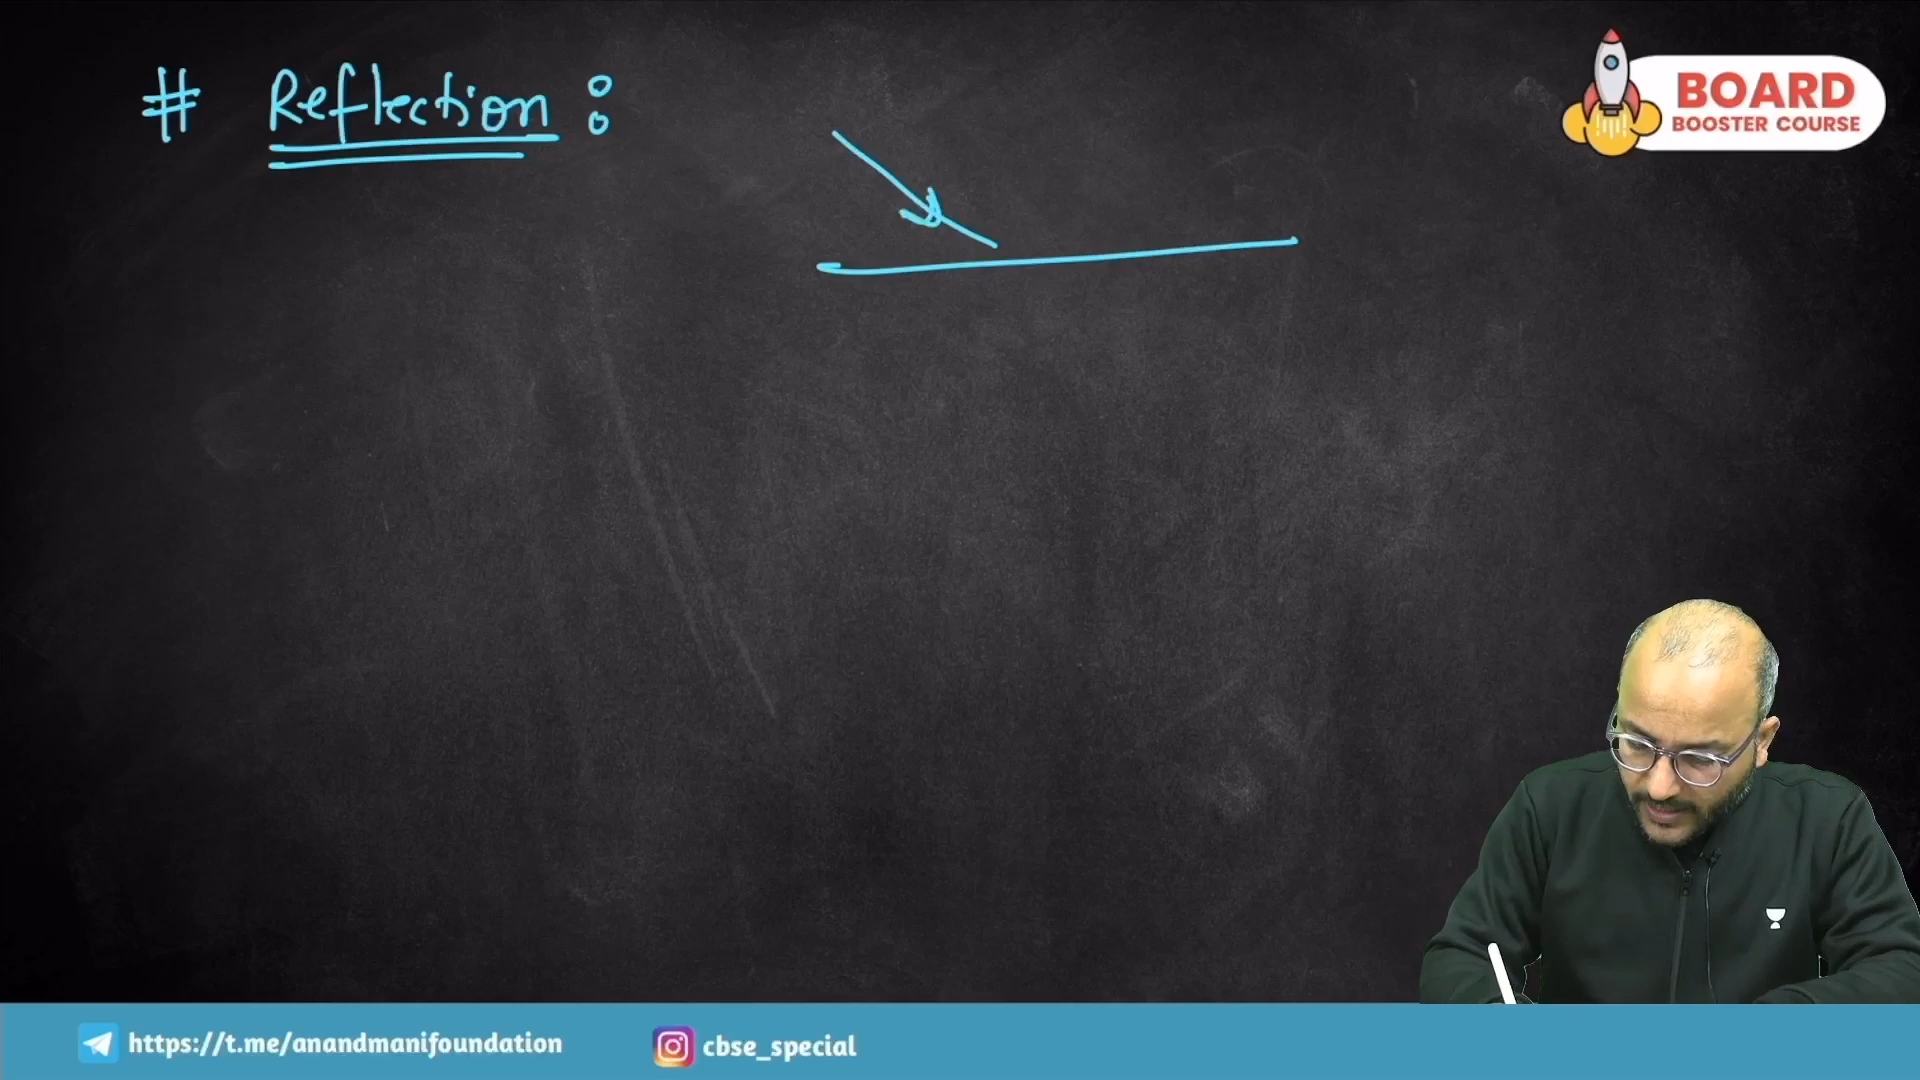 # Reflection :
BOARD
BOOSTER COURSE
https://t.me/anandmanifoundation
cbse_special